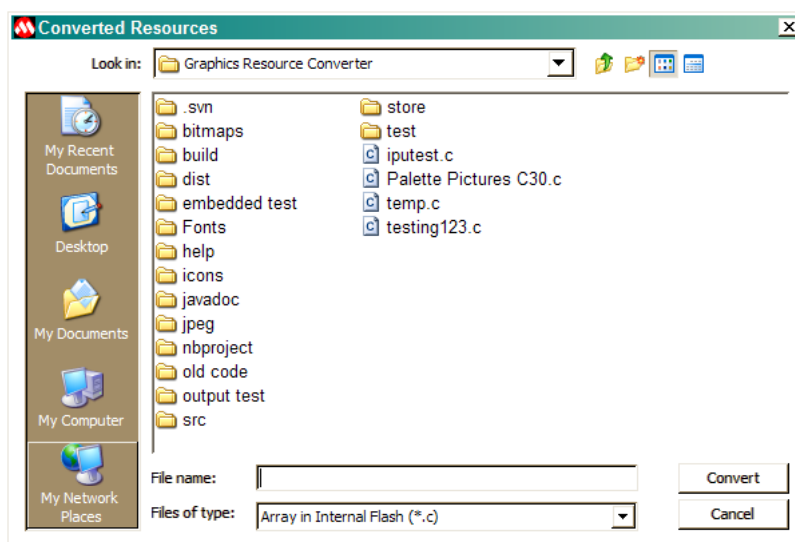 Converted Resources
Look in: Graphics Resource Converter
My Recent
Documents
Desktop
My Documents
My Computer
My Network
Places
.svn
bitmaps
build
dist
embedded test
Fonts
help
icons
javadoc
jpeg
nbproject
old code
output test
src
store
test
iputest.c
Palette Pictures C30.c
temp.c
testing123.c
File name: Convert
Files of type: Array in Internal Flash (*.c) Cancel